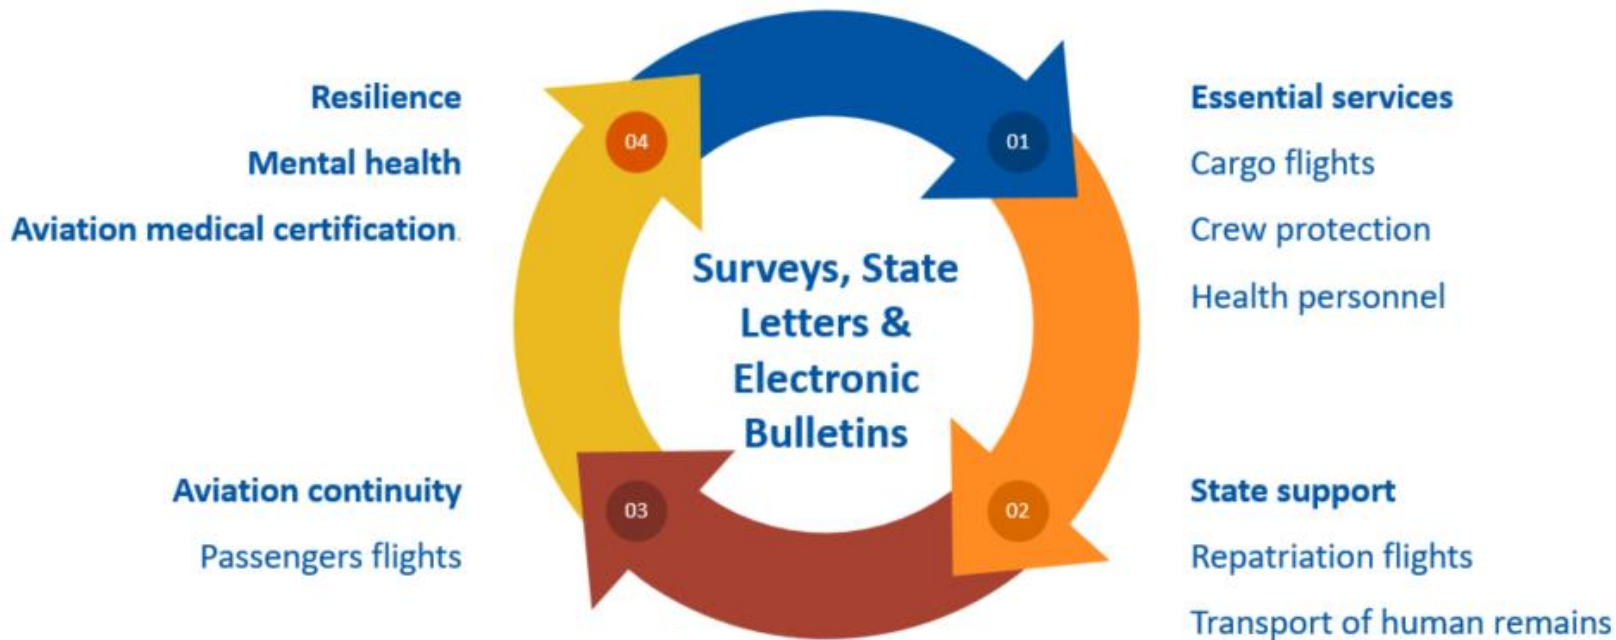 Resilience
Mental health
Aviation medical certification.
04
01
Essential services
Cargo flights
Crew protection
Health personnel
Surveys, State
Letters &
Electronic
Bulletins
Aviation continuity
Passengers flights
03
02
State support
Repatriation flights
Transport of human remains